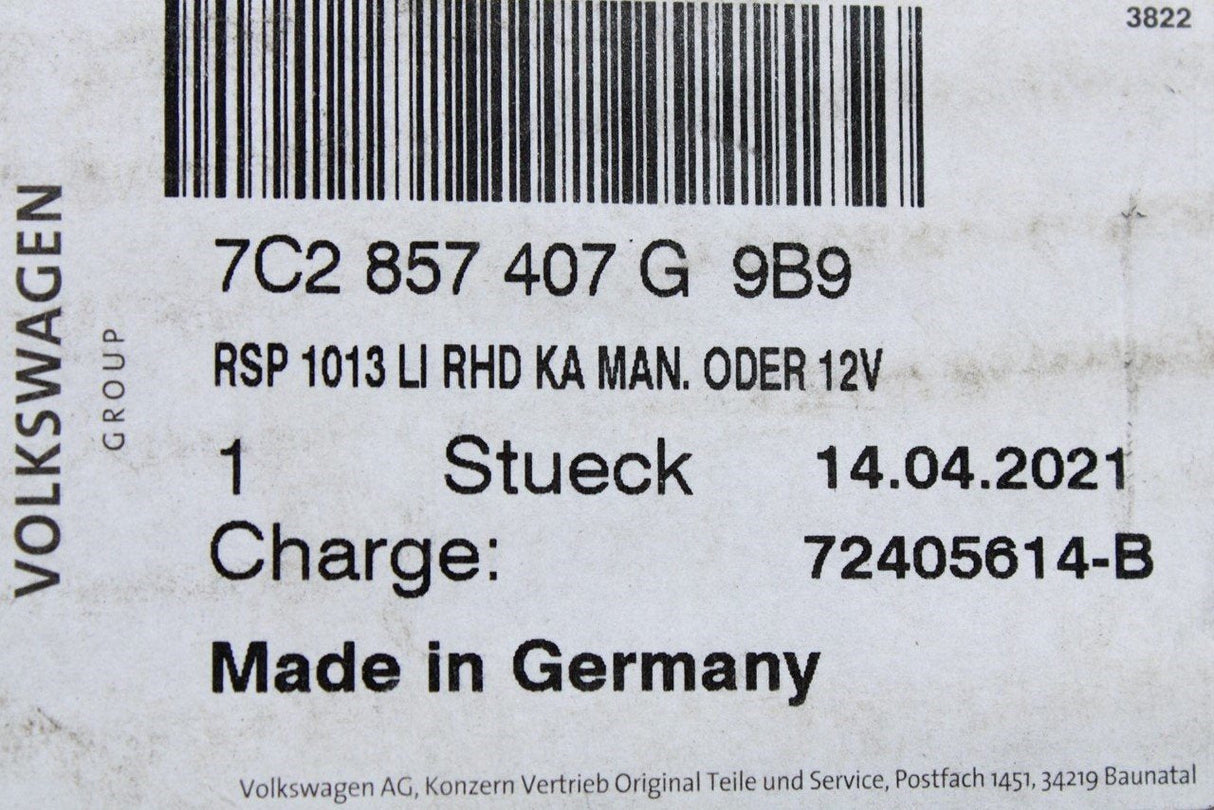 3822
7C2 857 407 G 9B9
RSP 1013 LI RHD KA MAN. ODER 12V
1 Stueck 14.04.2021
Charge: 72405614-B
Made in Germany
Volkswagen AG, Konzern Vertrieb Original Teile und Service, Postfach 1451, 34219 Baunatal
VOLKSWAGEN
GROUP